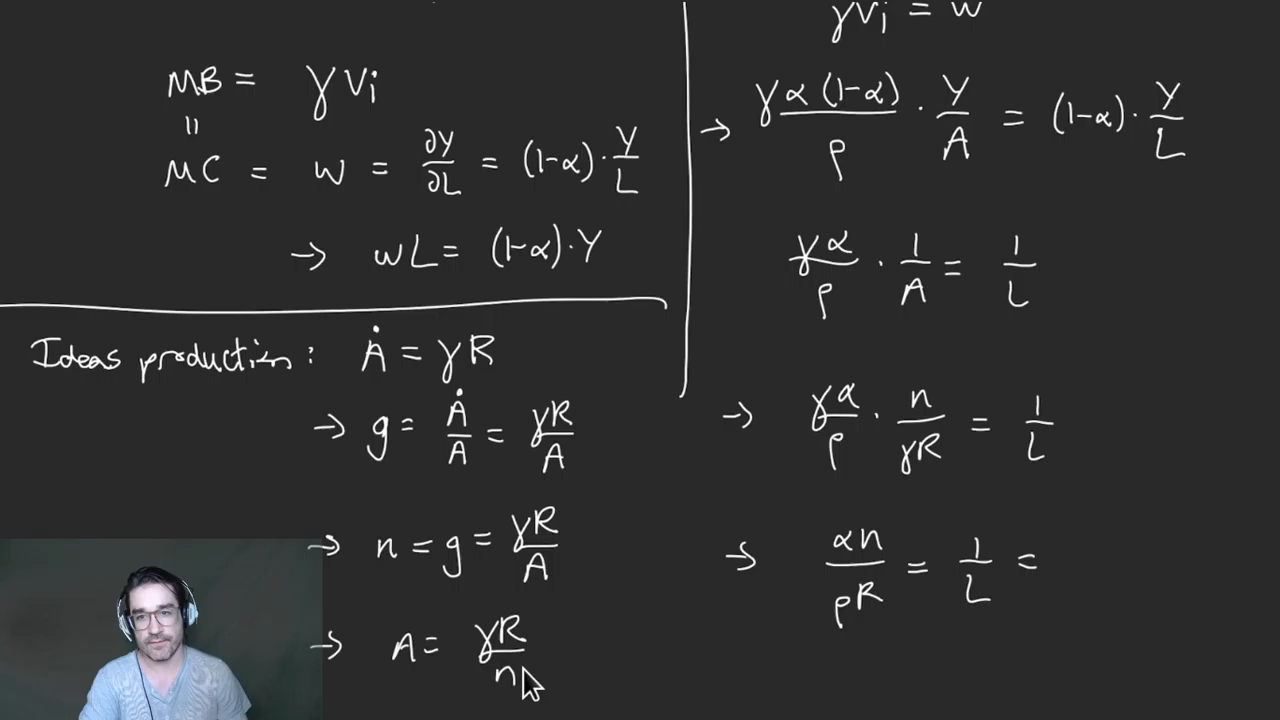 MB = γ Vᵢ
||
MC = w = ∂Y/∂L = (1-α)·Y/L
→ wL = (1-α)·Y
Ideas production: Ȧ = γR
→ g = Ȧ/A = γR/A
→ n = g = γR/A
→ A = γR/n
γVᵢ = w
→ γα(1-α)/ρ · Y/A = (1-α)·Y/L
γα/ρ · 1/A = 1/L
→ γα/ρ · n/γR = 1/L
→ αn/ρR = 1/L =